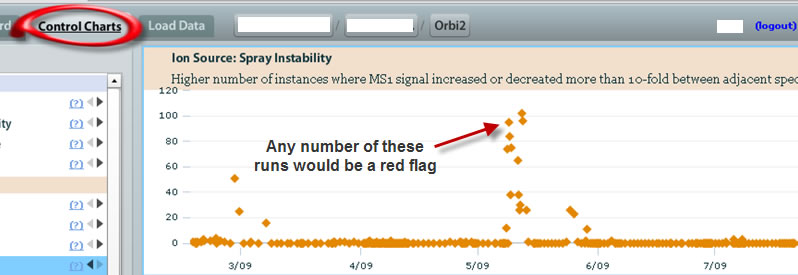 rd Control Charts Load Data / / Orbi2 (logout)
Ion Source: Spray Instability
Higher number of instances where MS1 signal increased or decreated more than 10-fold between adjacent spec
(?)
ity (?)
e (?)
(?)
(?)
(?)
(?)
(?)
120
100
80
60
40
20
0
Any number of these
runs would be a red flag
3/09 4/09 5/09 6/09 7/09